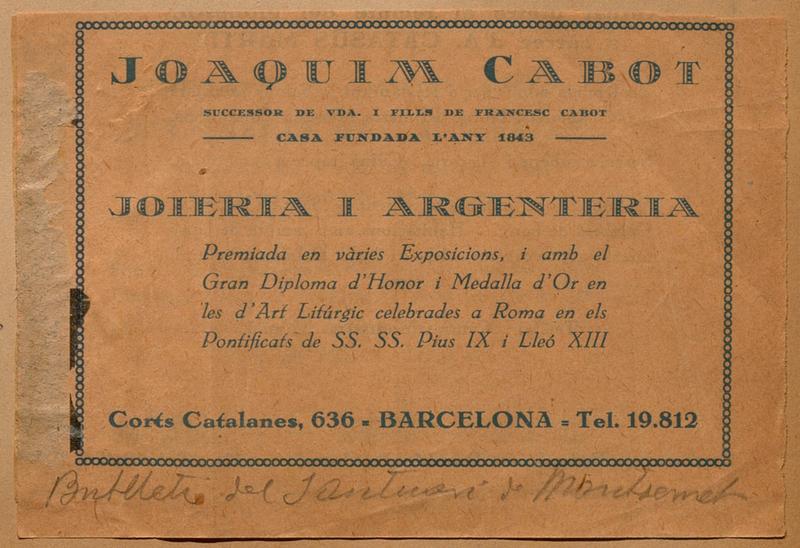 JOAQUIM CABOT
SUCCESSOR DE VDA. I FILLS DE FRANCESC CABOT
CASA FUNDADA L'ANY 1843
JOIERIA I ARGENTERIA
Premiada en vàries Exposicions, i amb el
Gran Diploma d'Honor i Medalla d'Or en
les d'Art Litúrgic celebrades a Roma en els
Pontificats de SS. SS. Pius IX i Lleó XIII
Corts Catalanes, 636 = BARCELONA = Tel. 19.812
Butlletí del Santuari de Montserrat